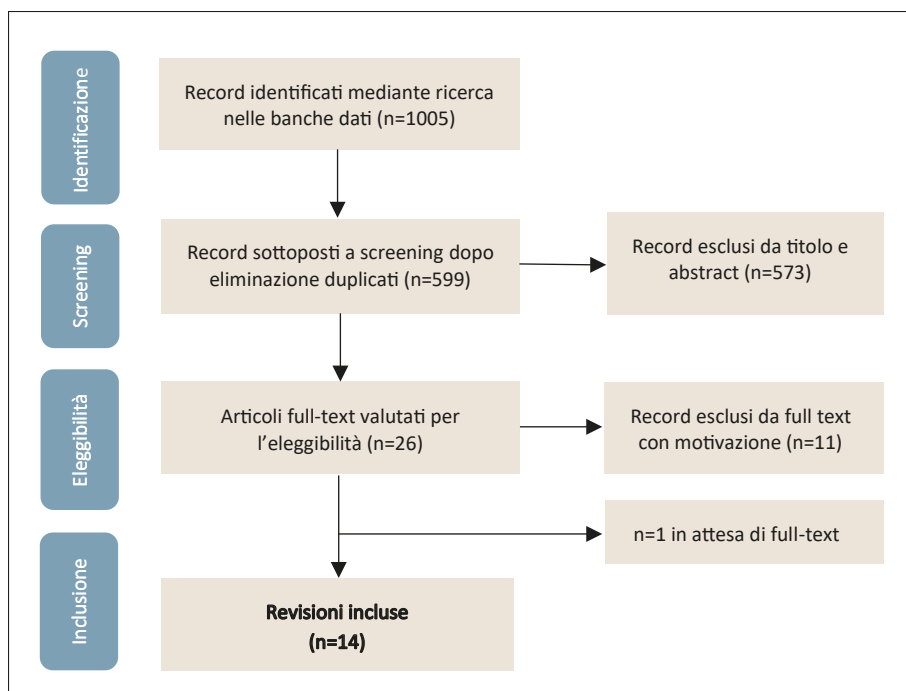 Identificazione
Record identificati mediante ricerca
nelle banche dati (n=1005)
Screening
Record sottoposti a screening dopo
eliminazione duplicati (n=599)
Record esclusi da titolo e
abstract (n=573)
Eleggibilità
Articoli full-text valutati per
l’eleggibilità (n=26)
Record esclusi da full text
con motivazione (n=11)
n=1 in attesa di full-text
Inclusione
Revisioni incluse
(n=14)